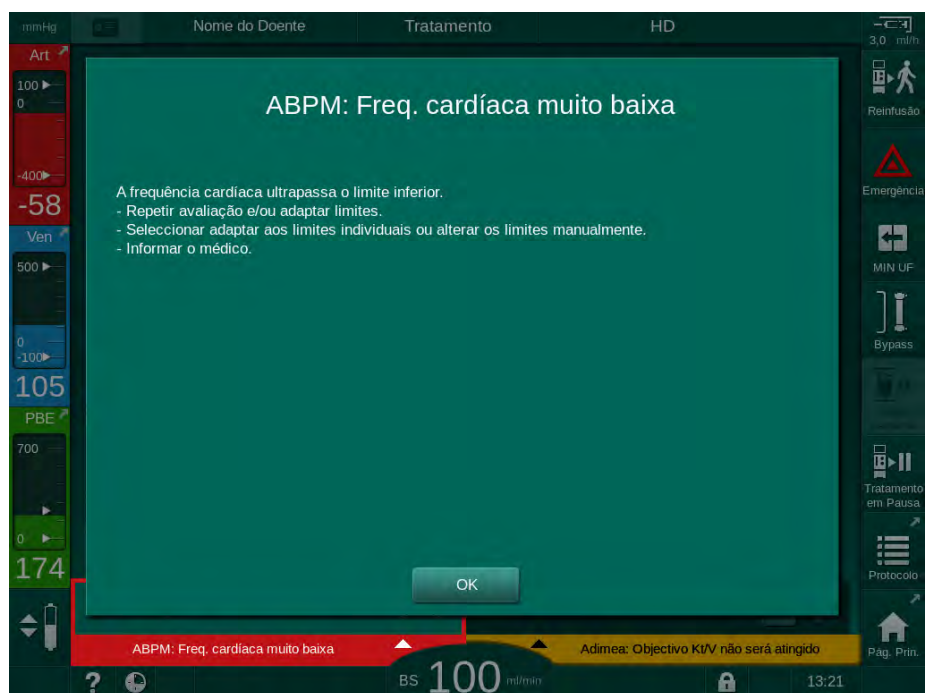 mmHg
Nome do Doente
Tratamento
HD
3,0 ml/h
Art
100
0
-400
-58
Ven
500
0
-100
105
PBE
700
0
174
ABPM: Freq. cardíaca muito baixa
A frequência cardíaca ultrapassa o limite inferior.
- Repetir avaliação e/ou adaptar limites.
- Seleccionar adaptar aos limites individuais ou alterar os limites manualmente.
- Informar o médico.
OK
Reinfusão
Emergência
MIN UF
Bypass
Tratamento
em Pausa
Protocolo
Pág. Prin.
ABPM: Freq. cardíaca muito baixa
Adimea: Objectivo Kt/V não será atingido
? BS 100 ml/min 13:21